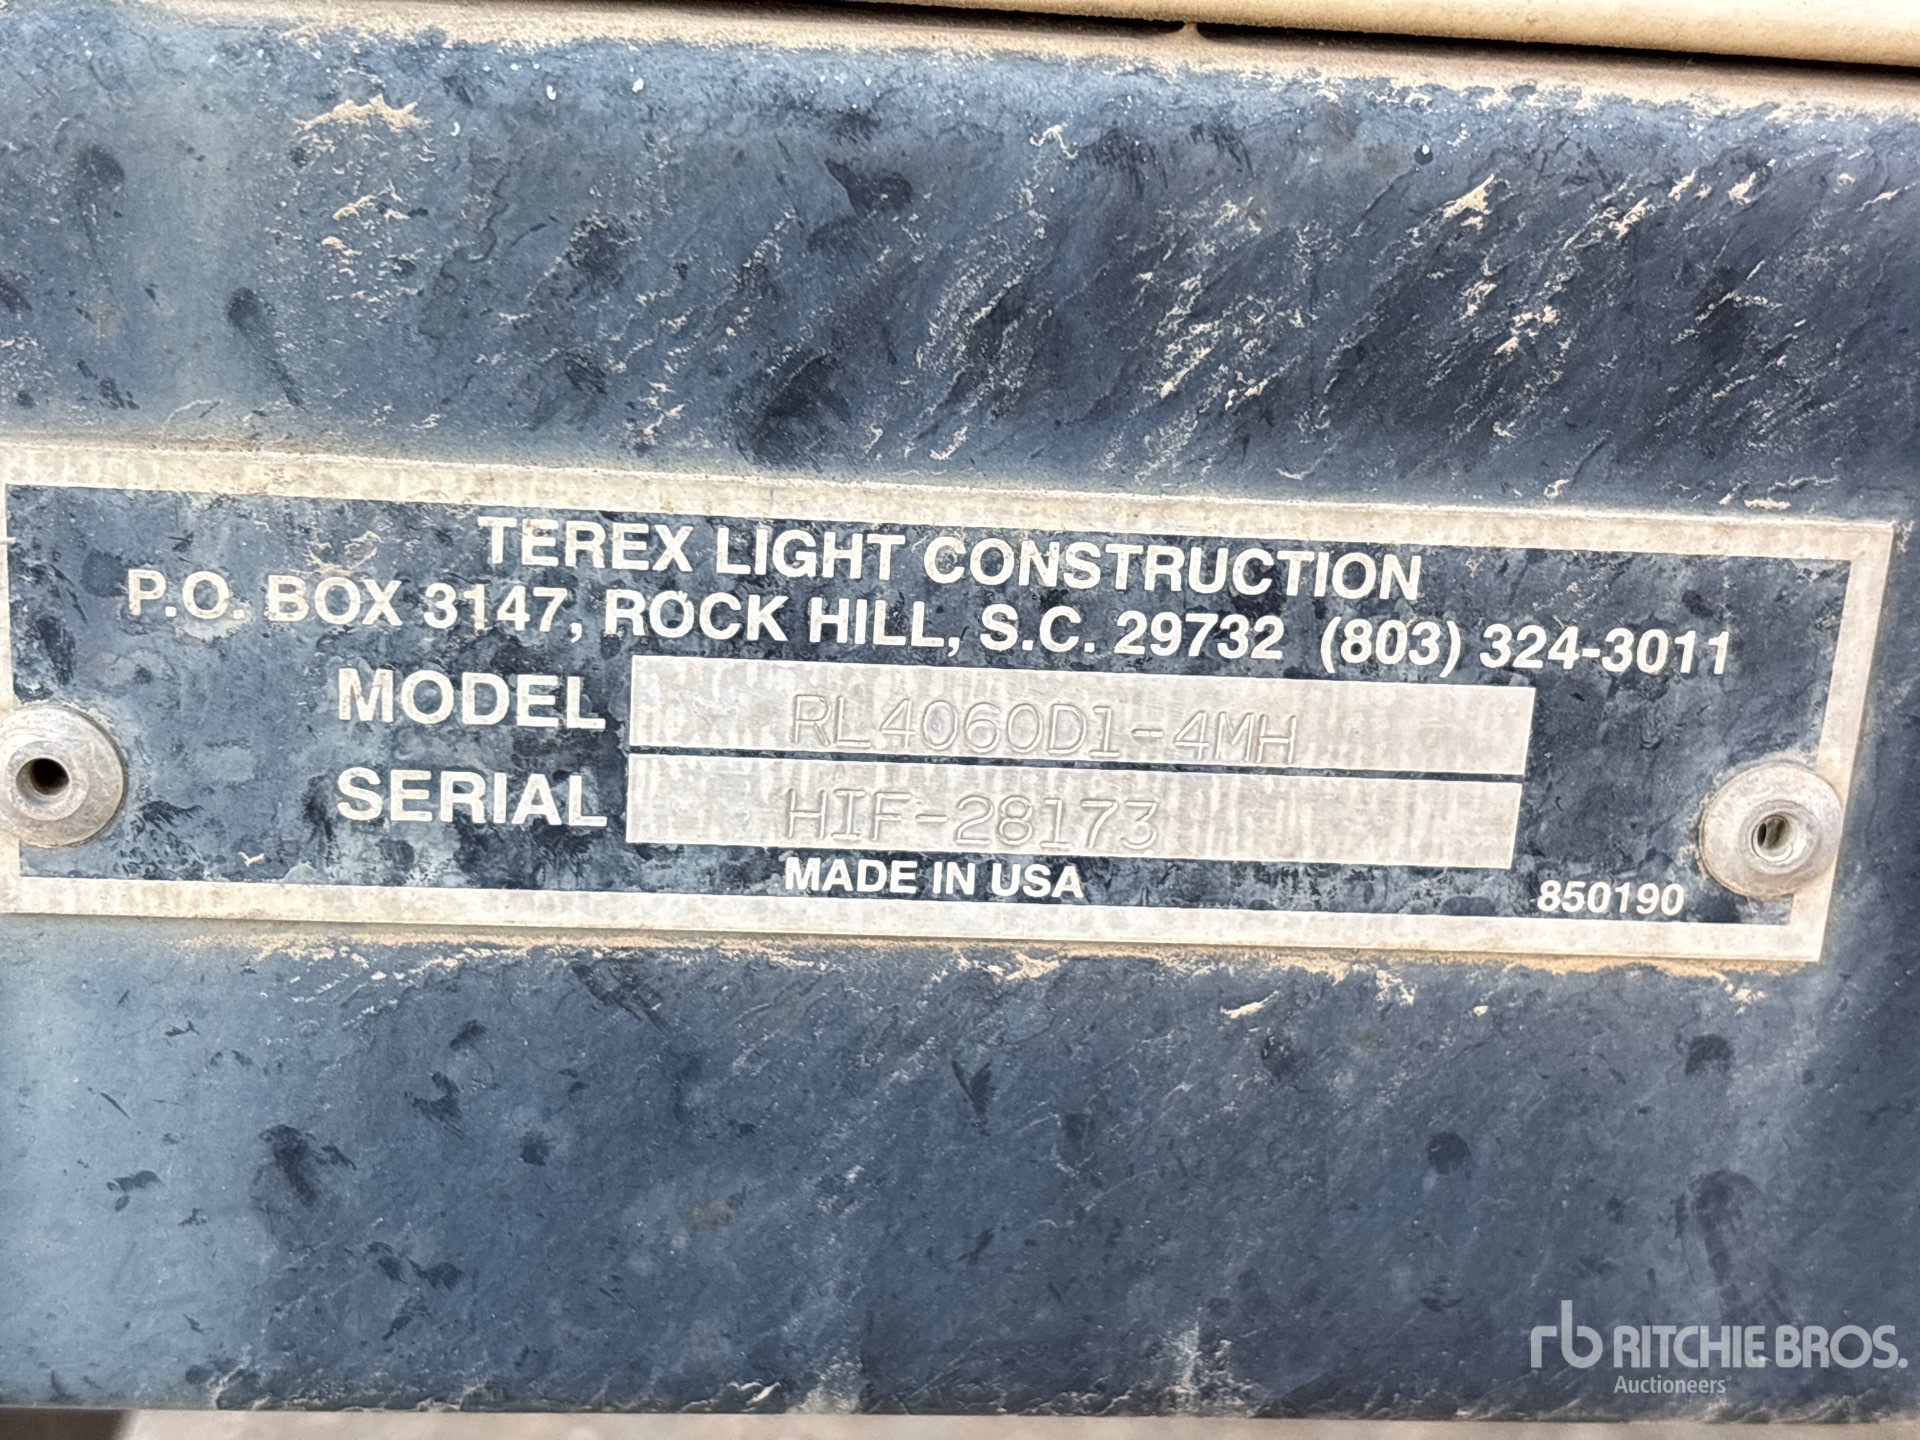 TEREX LIGHT CONSTRUCTION
P.O. BOX 3147, ROCK HILL, S.C. 29732 (803) 324-3011
MODEL RL4060D1-4MH
SERIAL HIF-28173
MADE IN USA
850190
rb RITCHIE BROS.
Auctioneers